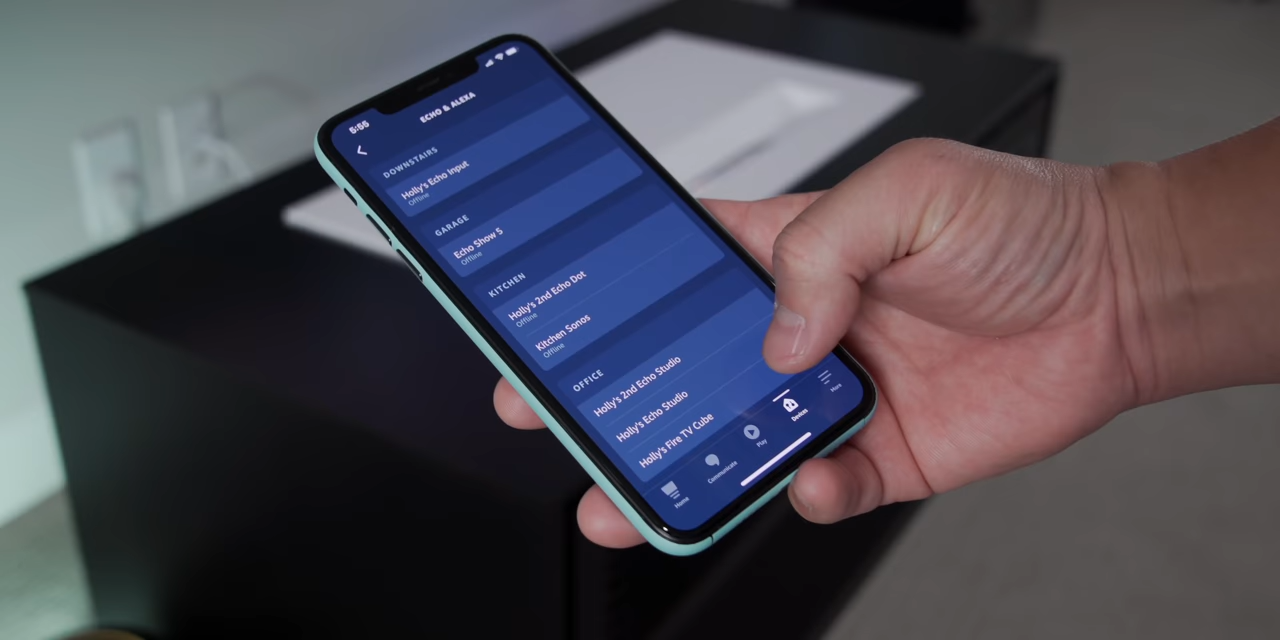 5:55
ECHO & ALEXA
DOWNSTAIRS
Holly's Echo Input
Offline
GARAGE
Echo Show 5
Offline
KITCHEN
Holly's 2nd Echo Dot
Offline
Kitchen Sonos
Offline
OFFICE
Holly's 2nd Echo Studio
Holly's Echo Studio
Holly's Fire TV Cube
Home
Communicate
Play
Devices
More